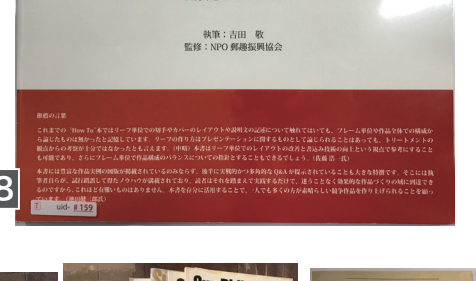 執筆：吉田 敬
監修：NPO 郵趣振興協会
推薦の言葉
これまでの“How To”本ではリーフ単位での切手やカバーのレイアウトや説明文の記述について触れてはいても、フレーム単位や作品全体での構成か
ら論じたものは無かったと記憶しています。リーフの作り方はプレゼンテーションに関するものとして論じられることはあっても、トリートメントの
観点からの考察が十分ではなかったとも言えます。（中略）本書はリーフ単位でのレイアウトの改善と書込み技術の向上という視点で参考にすること
も可能であり、さらにフレーム単位で作品構成のバランスについての指針とすることもできるでしょう。（佐藤 浩一氏）
本書は豊富な作品実例の図版が掲載されているのみならず、後半に実戦的かつ多角的な Q&A が提示されていることも大きな特徴です。そこには執
筆者自らが、試行錯誤して得たノウハウが満載されており、読者はそれを踏まえて実践するだけで、迷うことなく効果的な作品づくりの域に到達でき
るのですから、これほど有難いものはありません。本書を存分に活用することで、一人でも多くの方が素晴らしい競争作品を作り上げられることを願っ
ています。
8
uid- #159